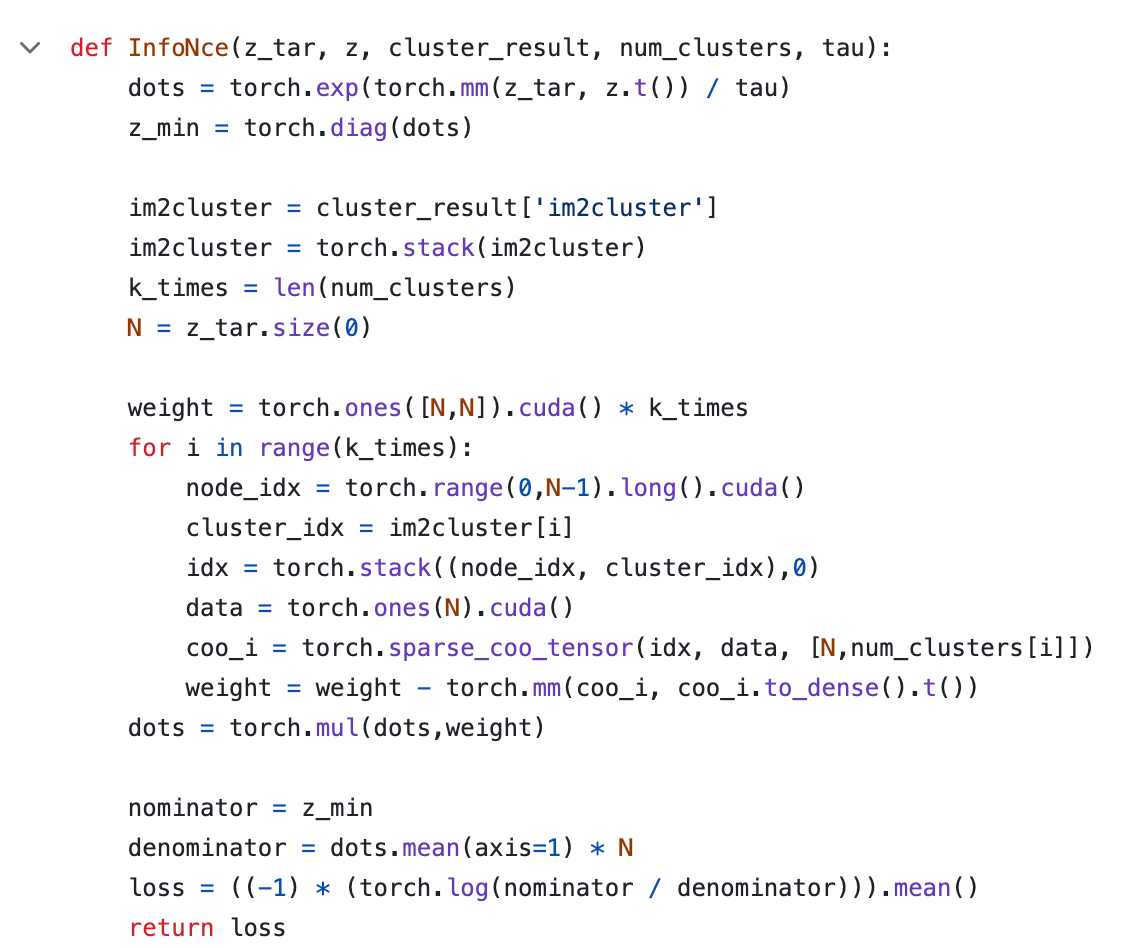 def InfoNce(z_tar, z, cluster_result, num_clusters, tau):
    dots = torch.exp(torch.mm(z_tar, z.t()) / tau)
    z_min = torch.diag(dots)

    im2cluster = cluster_result['im2cluster']
    im2cluster = torch.stack(im2cluster)
    k_times = len(num_clusters)
    N = z_tar.size(0)

    weight = torch.ones([N,N]).cuda() * k_times
    for i in range(k_times):
        node_idx = torch.range(0,N-1).long().cuda()
        cluster_idx = im2cluster[i]
        idx = torch.stack((node_idx, cluster_idx),0)
        data = torch.ones(N).cuda()
        coo_i = torch.sparse_coo_tensor(idx, data, [N,num_clusters[i]])
        weight = weight - torch.mm(coo_i, coo_i.to_dense().t())
    dots = torch.mul(dots,weight)

    nominator = z_min
    denominator = dots.mean(axis=1) * N
    loss = ((-1) * (torch.log(nominator / denominator))).mean()
    return loss